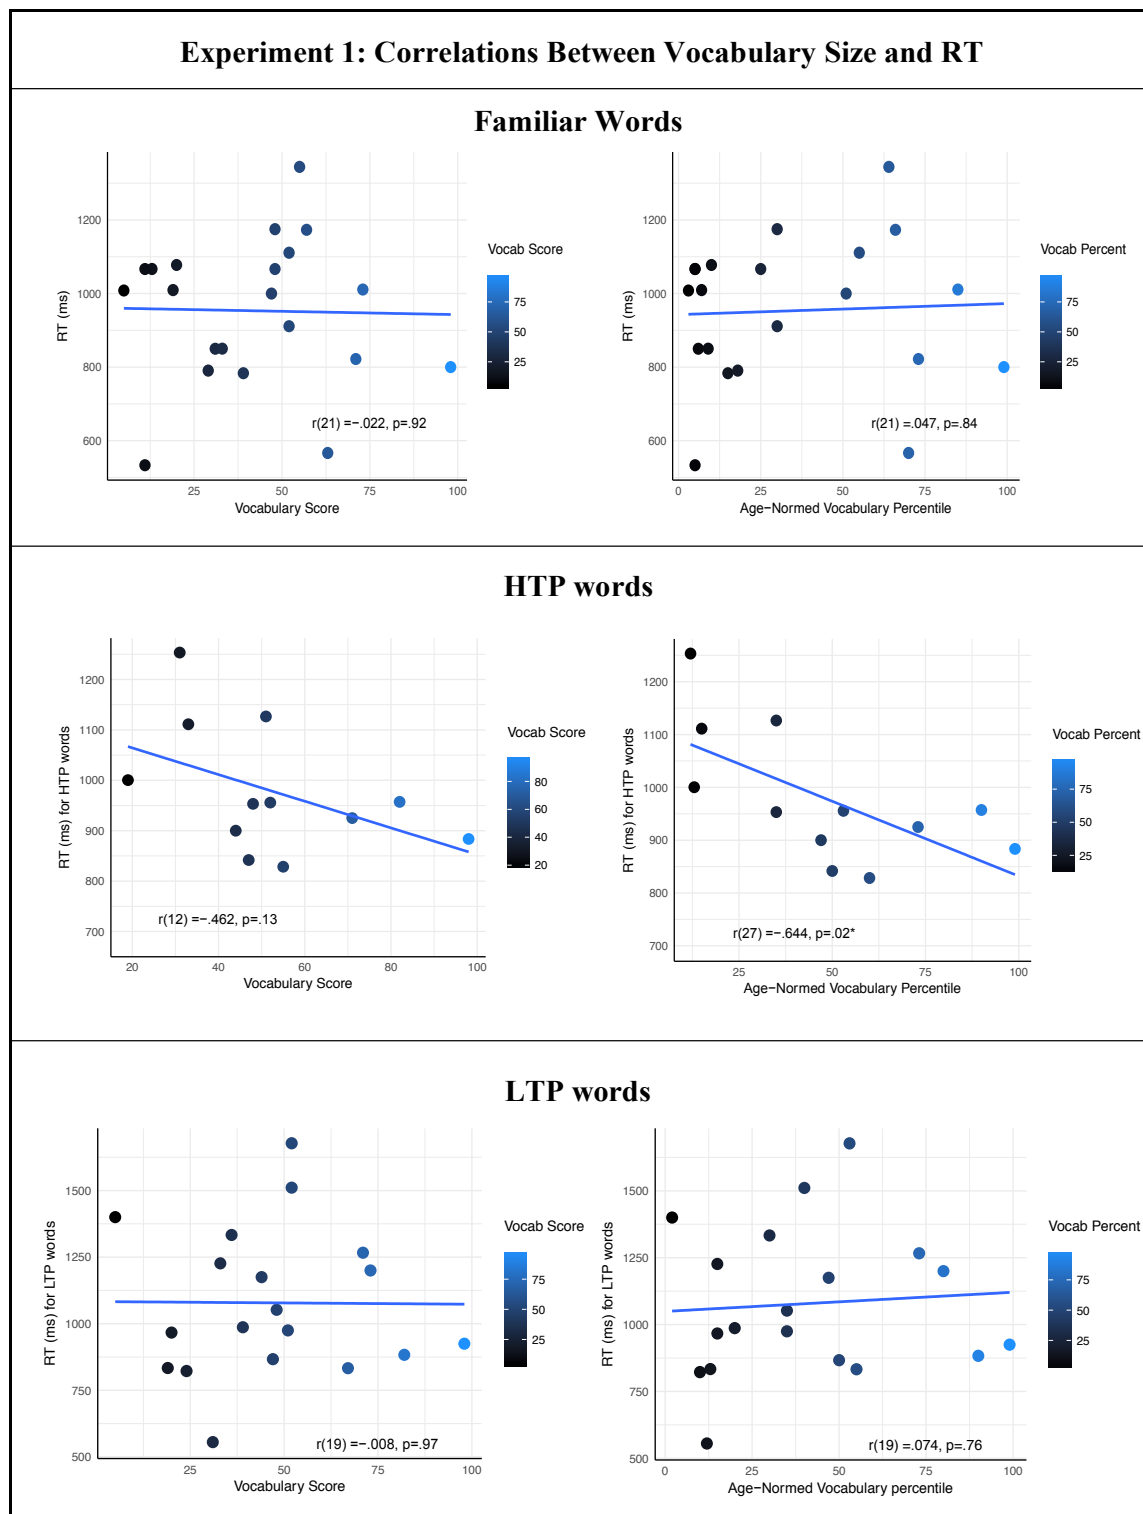 Experiment 1: Correlations Between Vocabulary Size and RT
Familiar Words
RT (ms)
1200
1000
800
600
25 50 75 100
Vocabulary Score
r(21) =−.022, p=.92
Vocab Score
75
50
25
RT (ms)
1200
1000
800
600
0 25 50 75 100
Age−Normed Vocabulary Percentile
r(21) =.047, p=.84
Vocab Percent
75
50
25
HTP words
RT (ms) for HTP words
1200
1100
1000
900
800
700
20 40 60 80 100
Vocabulary Score
r(12) =−.462, p=.13
Vocab Score
80
60
40
20
RT (ms) for HTP words
1200
1100
1000
900
800
700
25 50 75 100
Age−Normed Vocabulary Percentile
r(27) =−.644, p=.02*
Vocab Percent
75
50
25
LTP words
RT (ms) for LTP words
1500
1250
1000
750
500
25 50 75 100
Vocabulary Score
r(19) =−.008, p=.97
Vocab Score
75
50
25
RT (ms) for LTP words
1500
1250
1000
750
500
0 25 50 75 100
Age−Normed Vocabulary percentile
r(19) =.074, p=.76
Vocab Percent
75
50
25